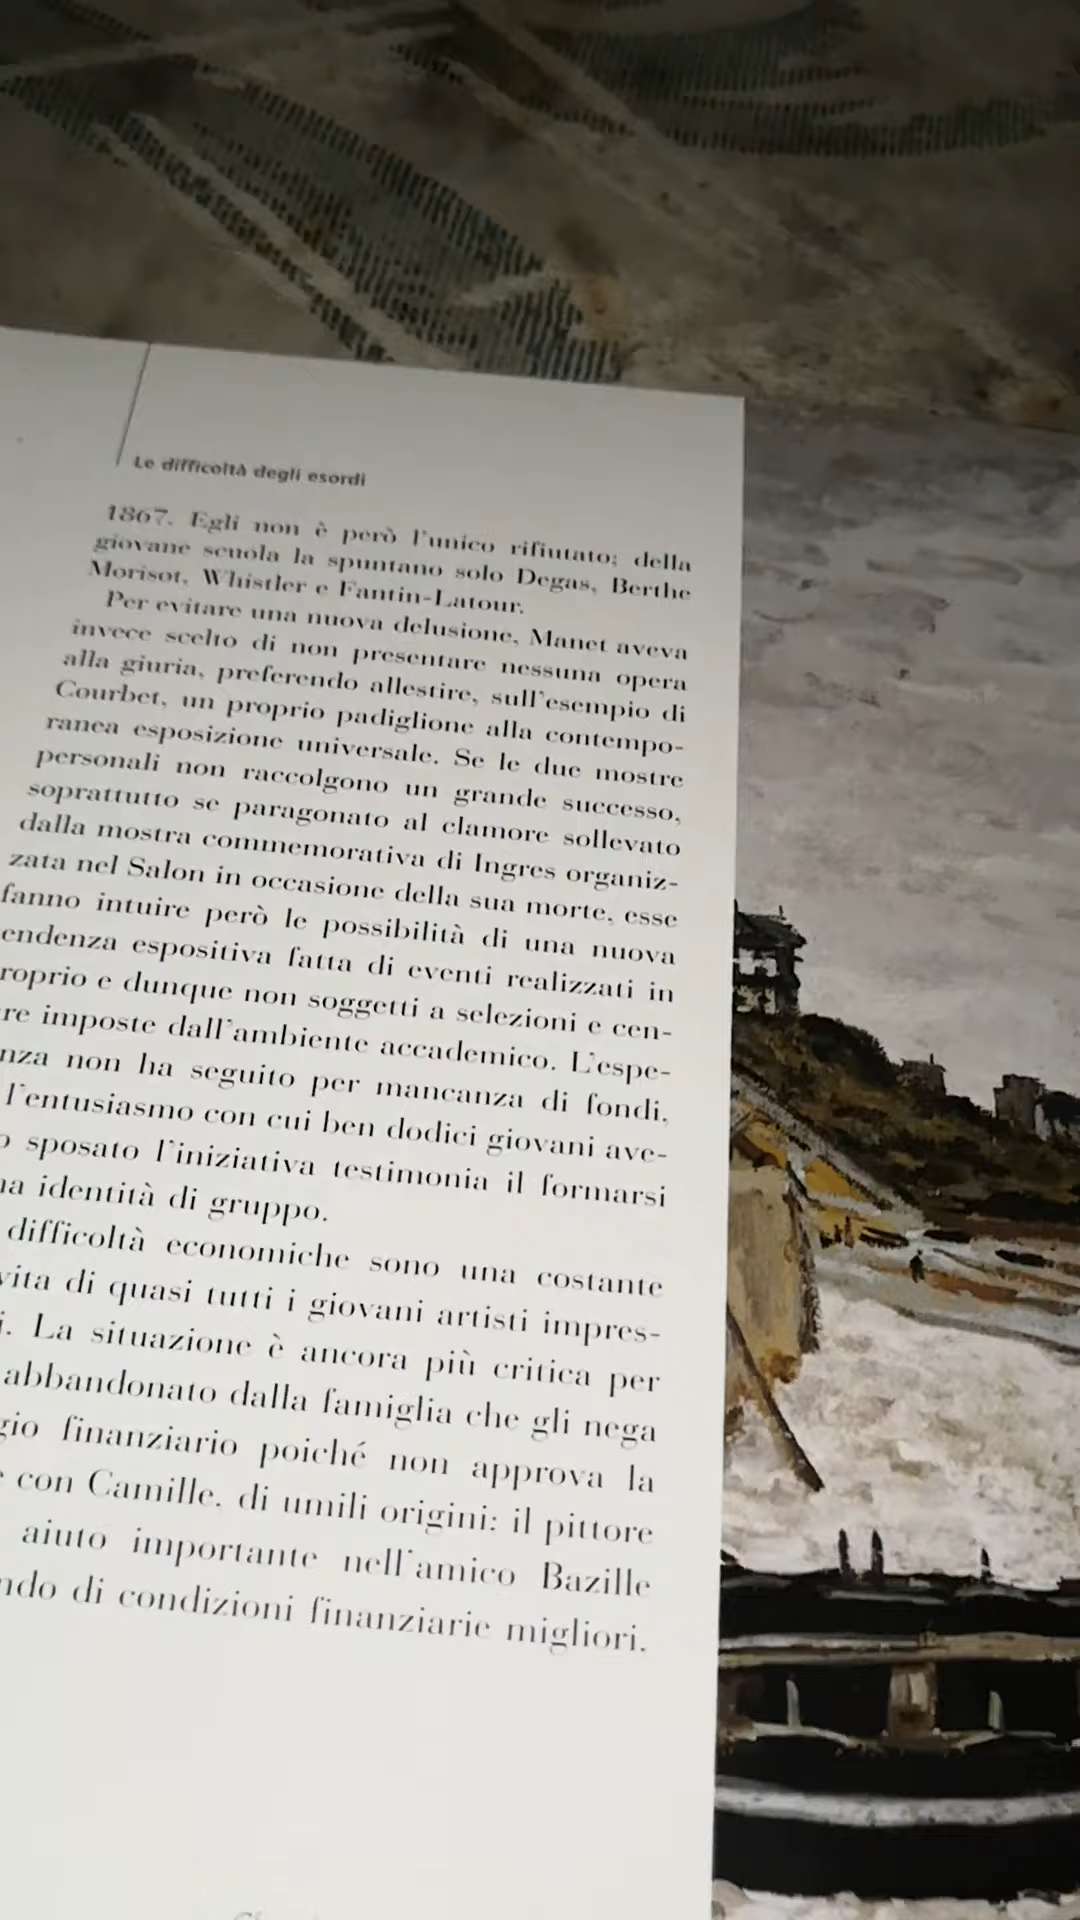 Le difficoltà degli esordi
1867. Egli non è però l'unico rifiutato; della
giovane scuola la spuntano solo Degas, Berthe
Morisot, Whistler e Fantin-Latour.
Per evitare una nuova delusione, Manet aveva
invece scelto di non presentare nessuna opera
alla giuria, preferendo allestire, sull'esempio di
Courbet, un proprio padiglione alla contempo-
ranea esposizione universale. Se le due mostre
personali non raccolgono un grande successo,
soprattutto se paragonato al clamore sollevato
dalla mostra commemorativa di Ingres organiz-
zata nel Salon in occasione della sua morte, esse
fanno intuire però le possibilità di una nuova
endenza espositiva fatta di eventi realizzati in
roprio e dunque non soggetti a selezioni e cen-
re imposte dall'ambiente accademico. L'espe-
nza non ha seguito per mancanza di fondi,
l'entusiasmo con cui ben dodici giovani ave-
o sposato l'iniziativa testimonia il formarsi
na identità di gruppo.
difficoltà economiche sono una costante
vita di quasi tutti i giovani artisti impres-
i. La situazione è ancora più critica per
abbandonato dalla famiglia che gli nega
gio finanziario poiché non approva la
con Camille, di umili origini: il pittore
aiuto importante nell'amico Bazille
ndo di condizioni finanziarie migliori.